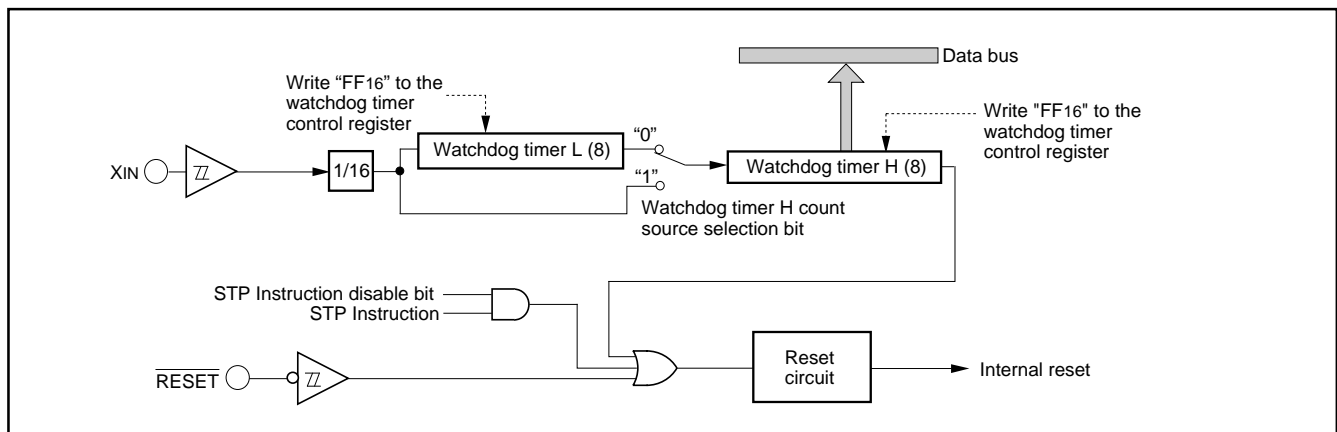 Data bus
Write “FF16” to the
watchdog timer
control register
Write "FF16" to the
watchdog timer
control register
“0”
Watchdog timer L (8)
Watchdog timer H (8)
XIN
1/16
“1”
Watchdog timer H count
source selection bit
STP Instruction disable bit
STP Instruction
Reset
circuit
Internal reset
RESET